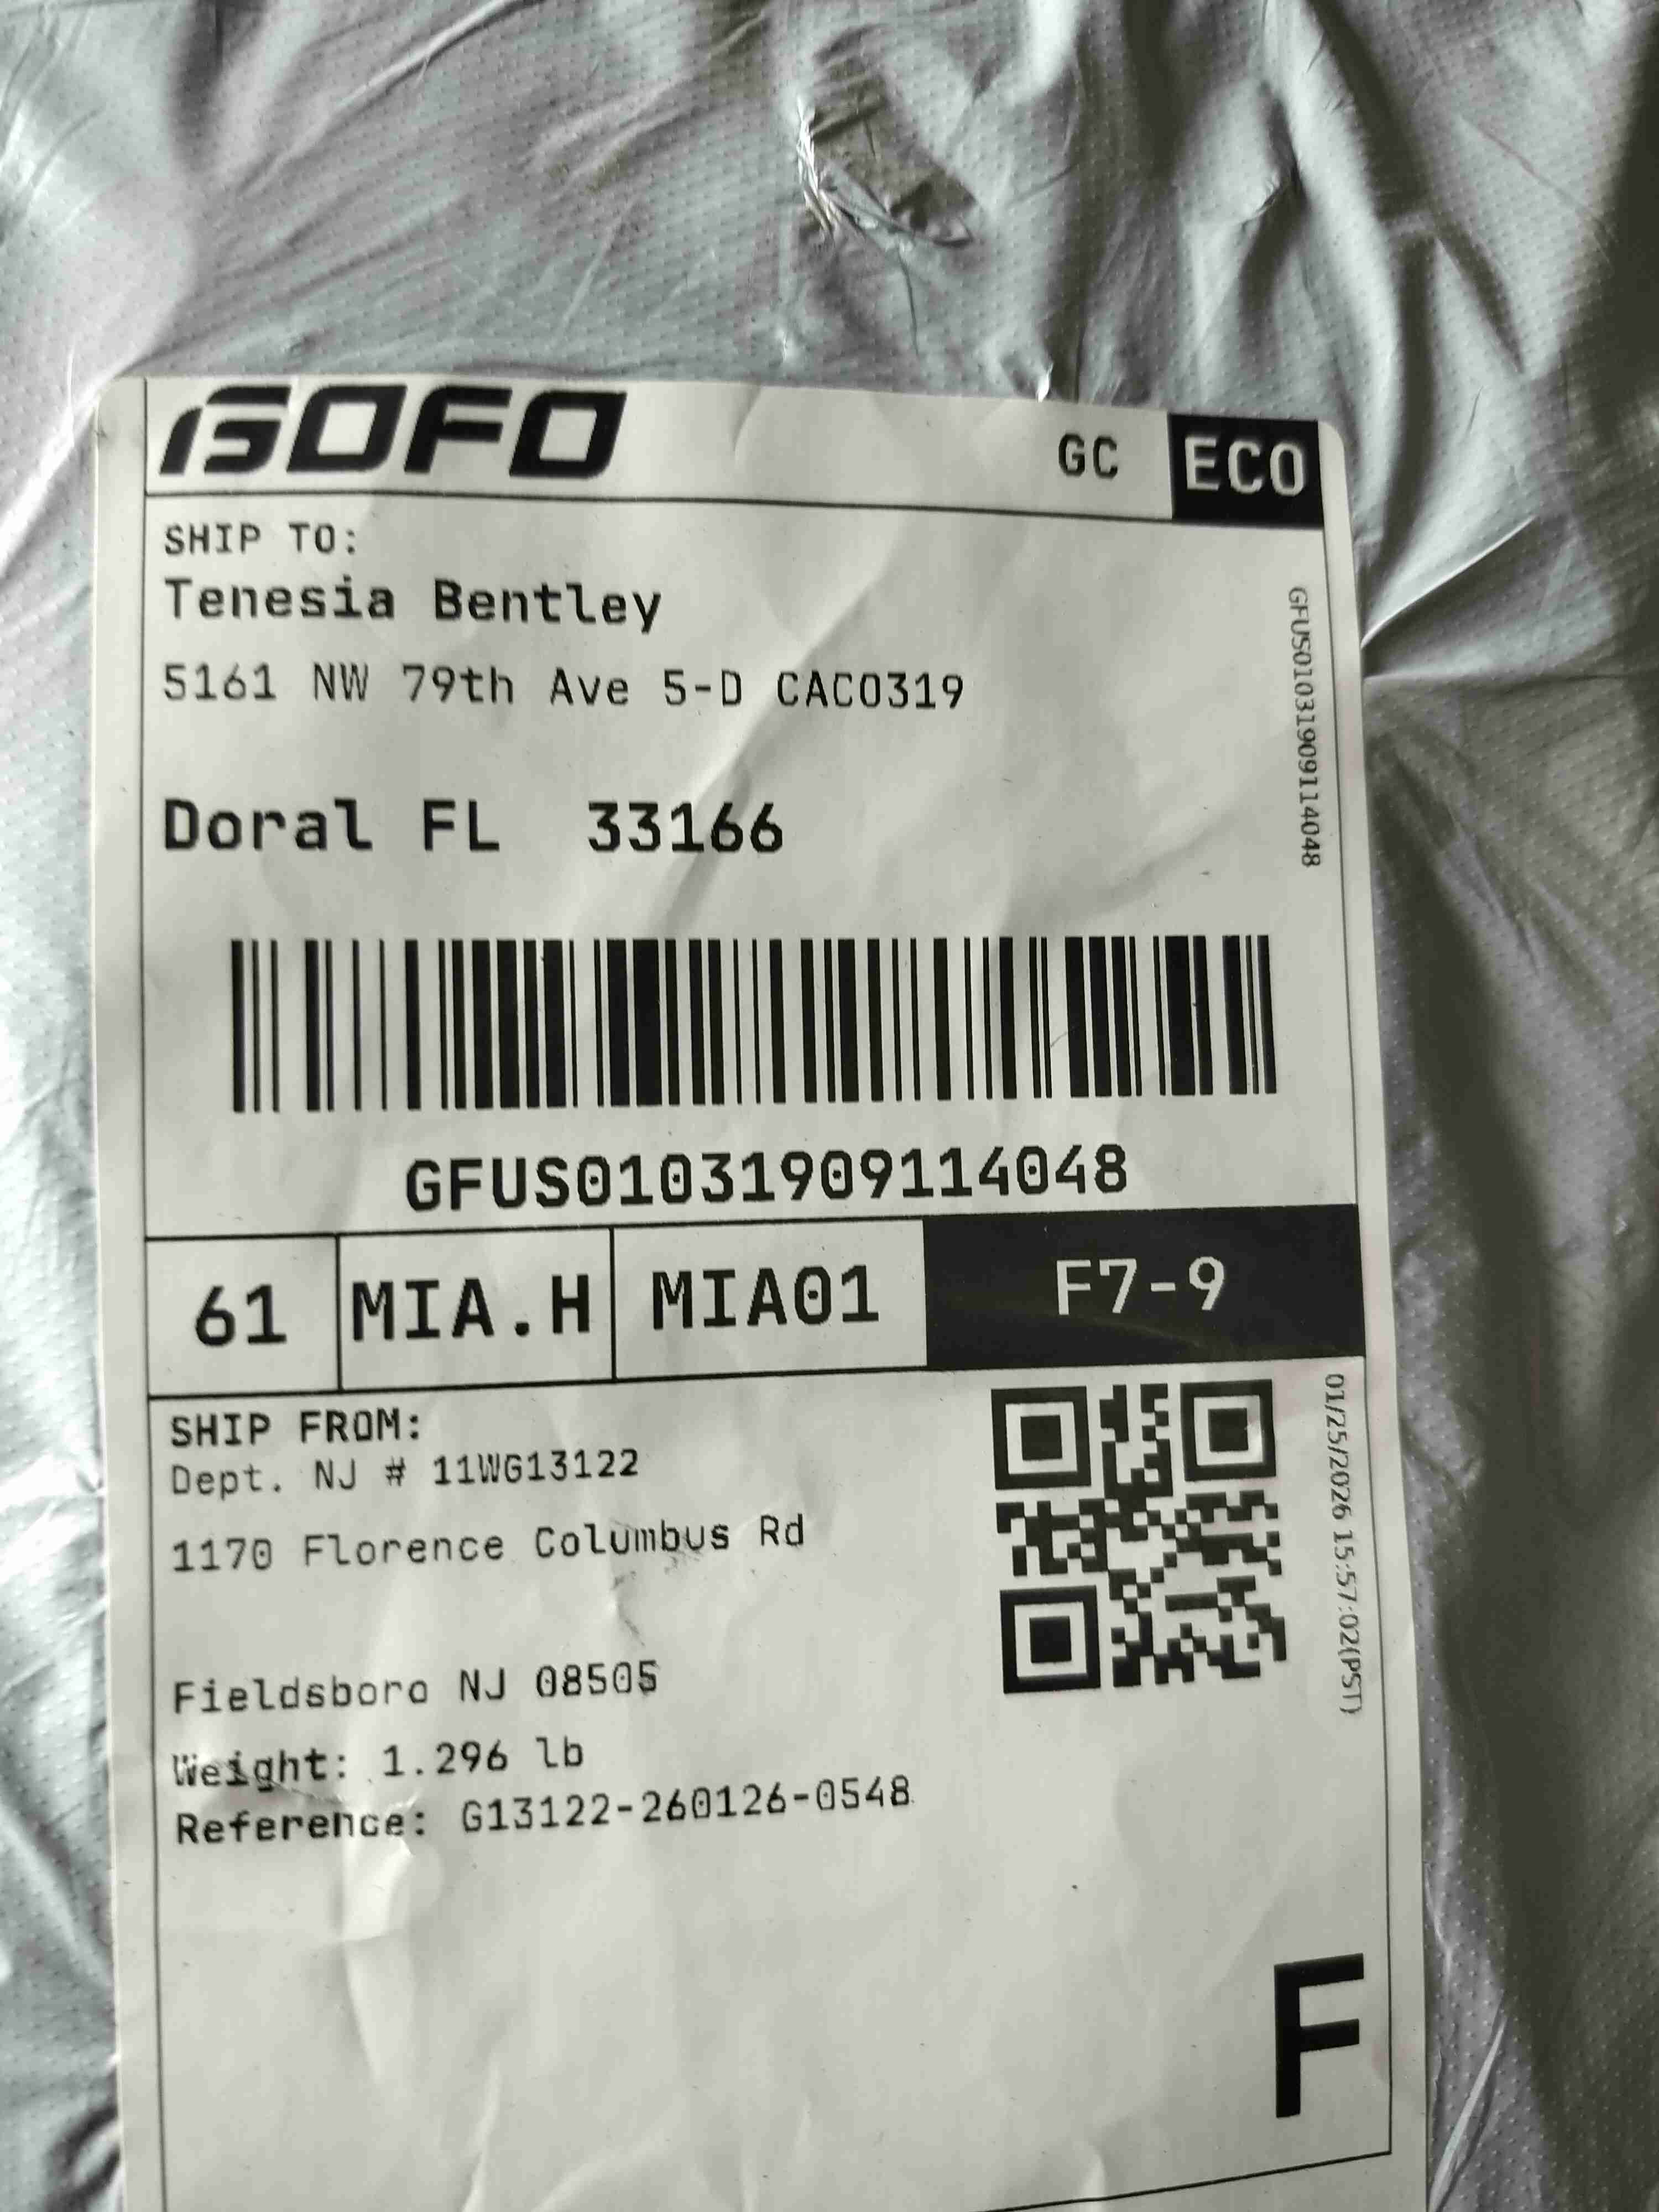 GOFO
GC
ECO
SHIP TO:
Tenesia Bentley
5161 NW 79th Ave 5-D CACO319
Doral FL 33166
GFUS01031909114048
GFUS01031909114048
61
MIA.H
MIA01
F7-9
SHIP FROM:
Dept. NJ # 11WG13122
1170 Florence Columbus Rd
Fieldsboro NJ 08505
Weight: 1.296 lb
Reference: G13122-260126-0548
01/25/2026 15:57:02(PST)
F